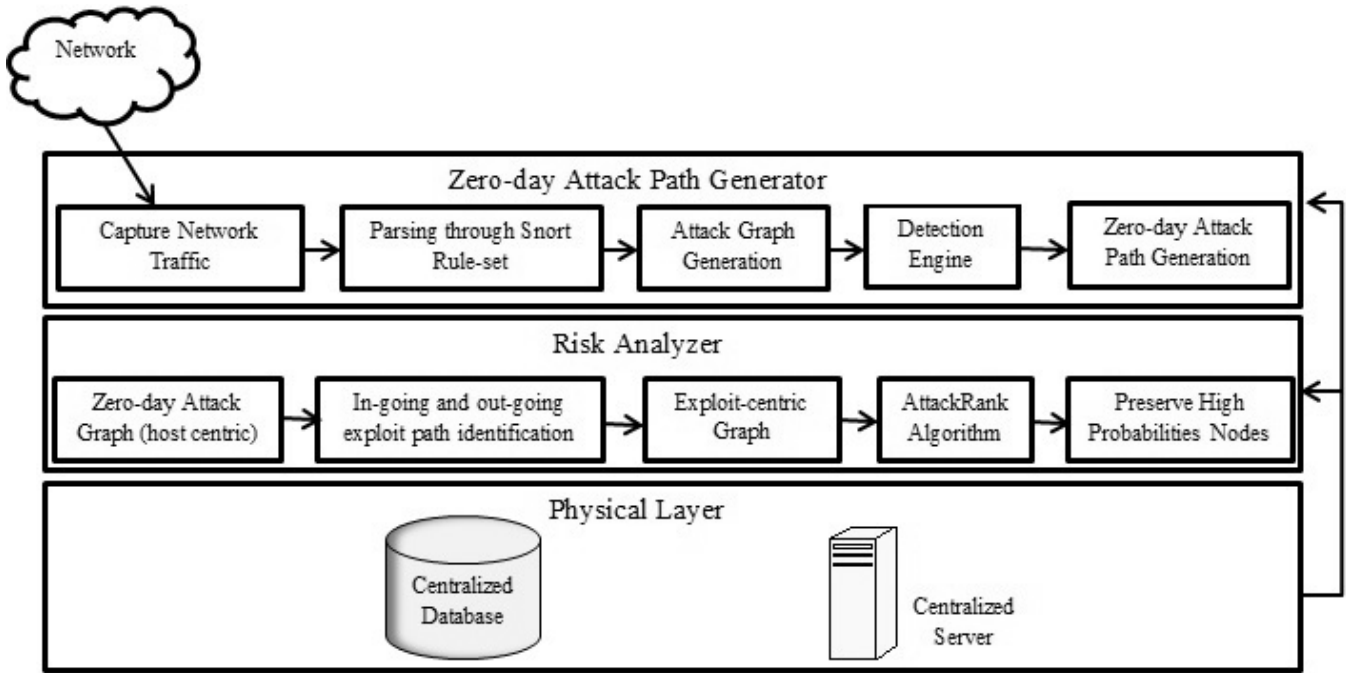 Network
Zero-day Attack Path Generator
Capture Network
Traffic
Parsing through Snort
Rule-set
Attack Graph
Generation
Detection
Engine
Zero-day Attack
Path Generation
Risk Analyzer
Zero-day Attack
Graph (host centric)
In-going and out-going
exploit path identification
Exploit-centric
Graph
AttackRank
Algorithm
Preserve High
Probabilities Nodes
Physical Layer
Centralized
Database
Centralized
Server